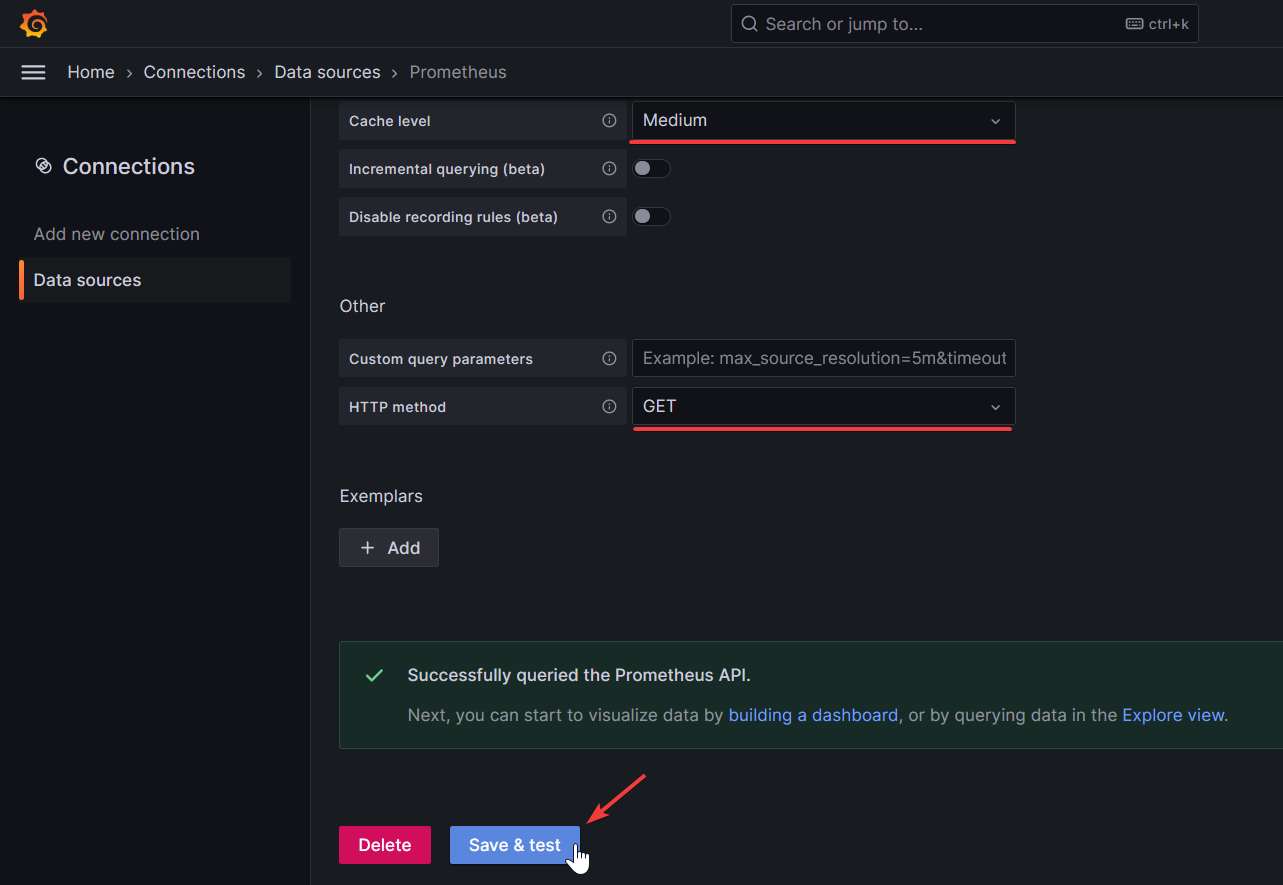 Search or jump to...
ctrl+k
Home › Connections › Data sources › Prometheus
Connections
Add new connection
Data sources
Cache level
Medium
Incremental querying (beta)
Disable recording rules (beta)
Other
Custom query parameters
Example: max_source_resolution=5m&timeout
HTTP method
GET
Exemplars
+ Add
Successfully queried the Prometheus API.
Next, you can start to visualize data by building a dashboard, or by querying data in the Explore view.
Delete
Save & test